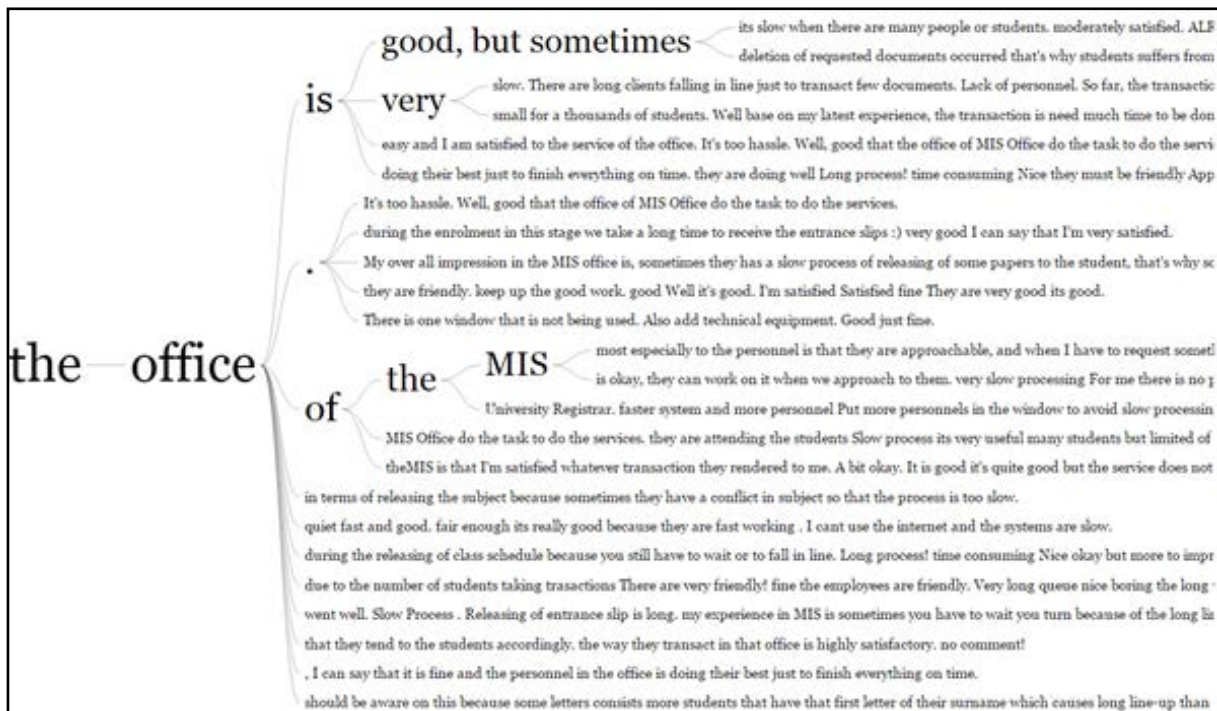 the office
is
good, but sometimes
its slow when there are many people or students. moderately satisfied.
deletion of requested documents occurred that's why students suffers from
very
slow. There are long clients falling in line just to transact few documents. Lack of personnel. So far, the
small for a thousands of students. Well base on my latest experience, the transaction is need much time to be
easy and I am satisfied to the service of the office. It's too hassle. Well, good that the office of MIS Office do the task to do the
doing their best just to finish everything on time. they are doing well Long process! time consuming Nice they must be friendly
.
It's too hassle. Well, good that the office of MIS Office do the task to do the services.
during the enrolment in this stage we take a long time to receive the entrance slips :) very good I can say that I'm very satisfied.
My over all impression in the MIS office is, sometimes they has a slow process of releasing of some papers to the student, that's why
they are friendly. keep up the good work. good Well it's good. I'm satisfied Satisfied fine They are very good its good.
There is one window that is not being used. Also add technical equipment. Good just fine.
of
the
MIS
most especially to the personnel is that they are approachable, and when I have to request
is okay, they can work on it when we approach to them. very slow processing For me there is no
University Registrar. faster system and more personnel Put more personnels in the window to avoid slow
MIS Office do the task to do the services. they are attending the students Slow process its very useful many students but limited of
theMIS is that I'm satisfied whatever transaction they rendered to me. A bit okay. It is good it's quite good but the service does not
in terms of releasing the subject because sometimes they have a conflict in subject so that the process is too slow.
quiet fast and good. fair enough its really good because they are fast working . I cant use the internet and the systems are slow.
during the releasing of class schedule because you still have to wait or to fall in line. Long process! time consuming Nice okay but more to
due to the number of students taking trasactions There are very friendly! fine the employees are friendly. Very long queue nice boring the long
went well. Slow Process . Releasing of entrance slip is long. my experience in MIS is sometimes you have to wait you turn because of the long
that they tend to the students accordingly. the way they transact in that office is highly satisfactory. no comment!
, I can say that it is fine and the personnel in the office is doing their best just to finish everything on time.
should be aware on this because some letters consists more students that have that first letter of their surname which causes long line-up than